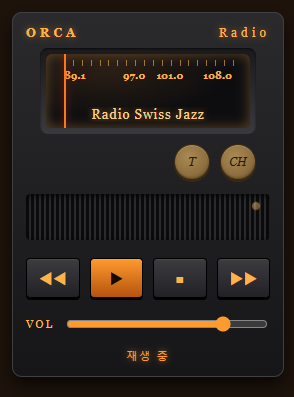 ORCA Radio
89.1 97.0 101.0 108.0
Radio Swiss Jazz
T CH
VOL
재생 중